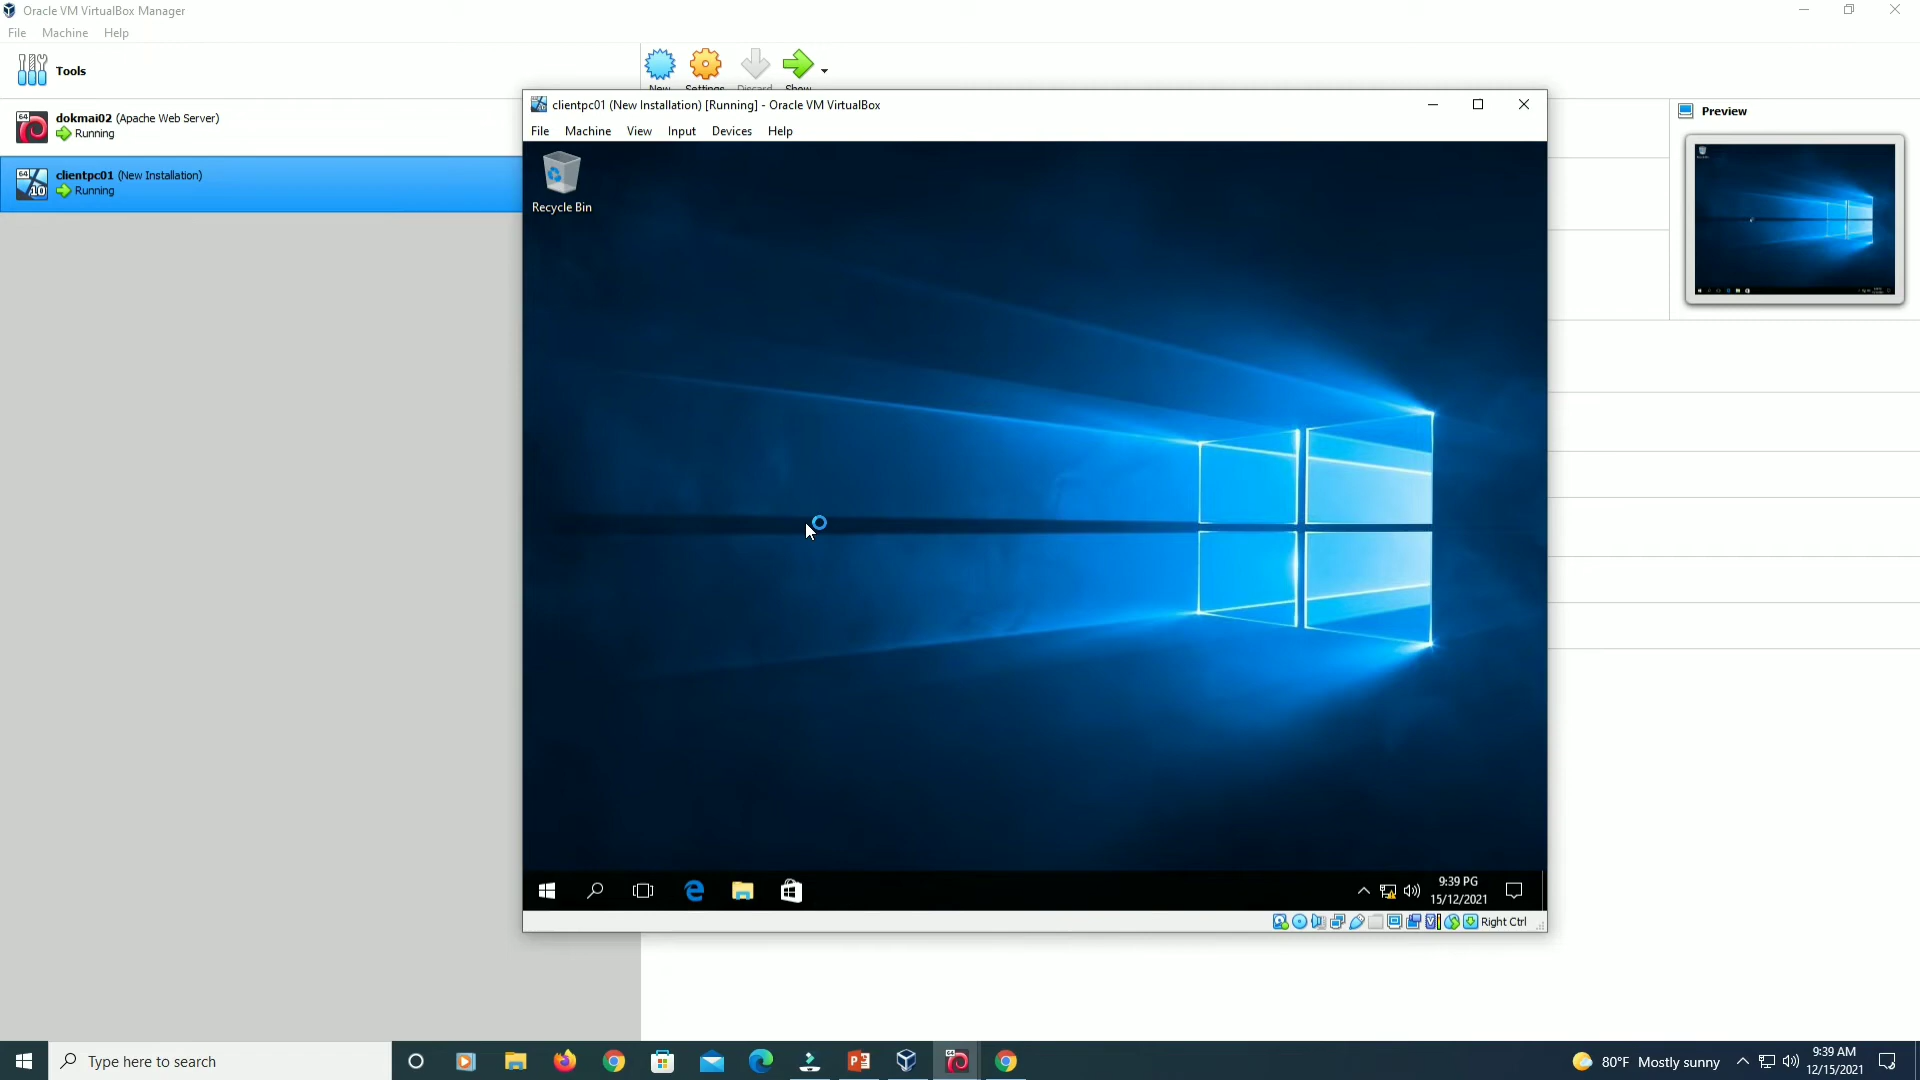 Oracle VM VirtualBox Manager
File Machine Help
Tools
dokmai02 (Apache Web Server)
Running
clientpc01 (New Installation)
Running
New Settings Discard Show
Preview
clientpc01 (New Installation) [Running] - Oracle VM VirtualBox
File Machine View Input Devices Help
Recycle Bin
9:39 PG
15/12/2021
Right Ctrl
Type here to search
80°F Mostly sunny
9:39 AM
12/15/2021